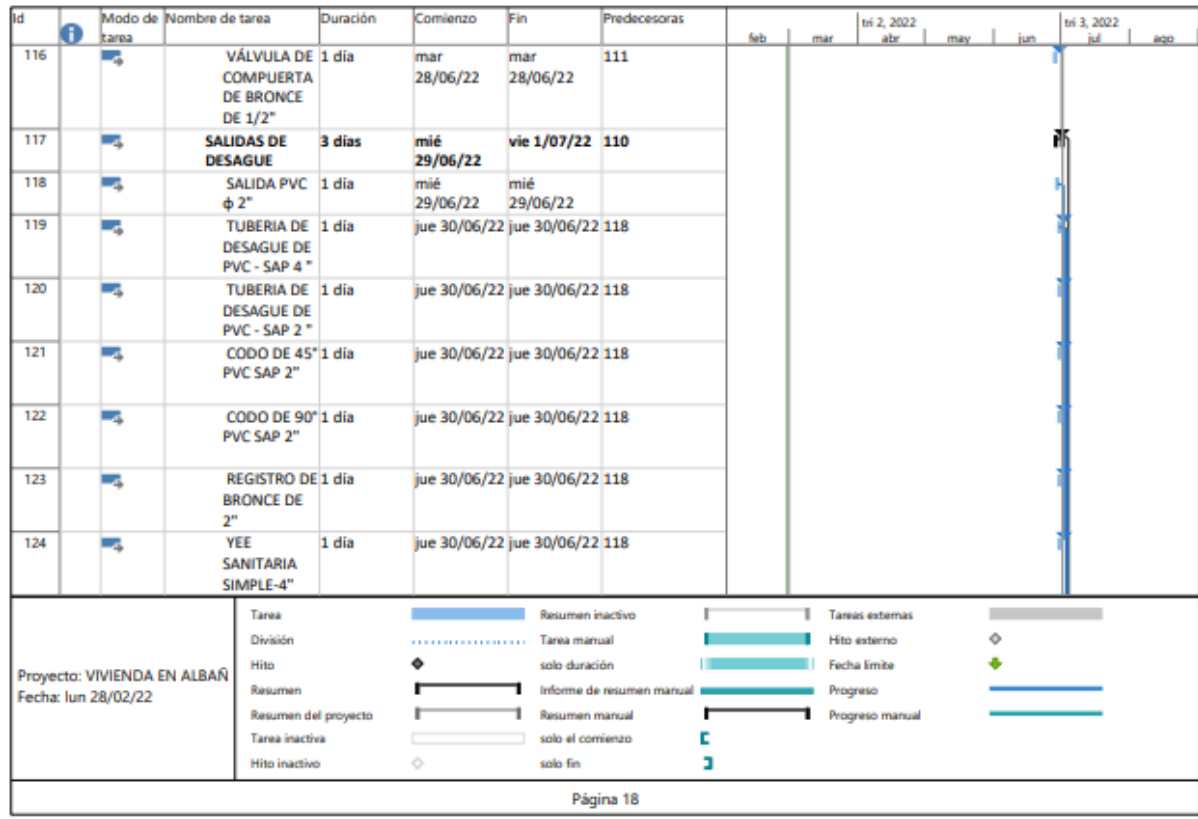 Id Modo de Nombre de tarea Duración Comienzo Fin Predecesoras tri 2, 2022 tri 3, 2022
tarea feb mar abr may jun jul ago
116 VÁLVULA DE 1 día mar mar 111
COMPUERTA 28/06/22 28/06/22
DE BRONCE
DE 1/2"
117 SALIDAS DE 3 días mié vie 1/07/22 110
DESAGUE 29/06/22
118 SALIDA PVC 1 día mié mié
ф 2" 29/06/22 29/06/22
119 TUBERIA DE 1 día jue 30/06/22 jue 30/06/22 118
DESAGUE DE
PVC - SAP 4 "
120 TUBERIA DE 1 día jue 30/06/22 jue 30/06/22 118
DESAGUE DE
PVC - SAP 2 "
121 CODO DE 45° 1 día jue 30/06/22 jue 30/06/22 118
PVC SAP 2"
122 CODO DE 90° 1 día jue 30/06/22 jue 30/06/22 118
PVC SAP 2"
123 REGISTRO DE 1 día jue 30/06/22 jue 30/06/22 118
BRONCE DE
2"
124 YEE 1 día jue 30/06/22 jue 30/06/22 118
SANITARIA
SIMPLE-4"
Proyecto: VIVIENDA EN ALBAÑ
Fecha: lun 28/02/22
Tarea Resumen inactivo Tareas externas
División Tarea manual Hito externo
Hito solo duración Fecha límite
Resumen Informe de resumen manual Progreso
Resumen del proyecto Resumen manual Progreso manual
Tarea inactiva solo el comienzo
Hito inactivo solo fin
Página 18